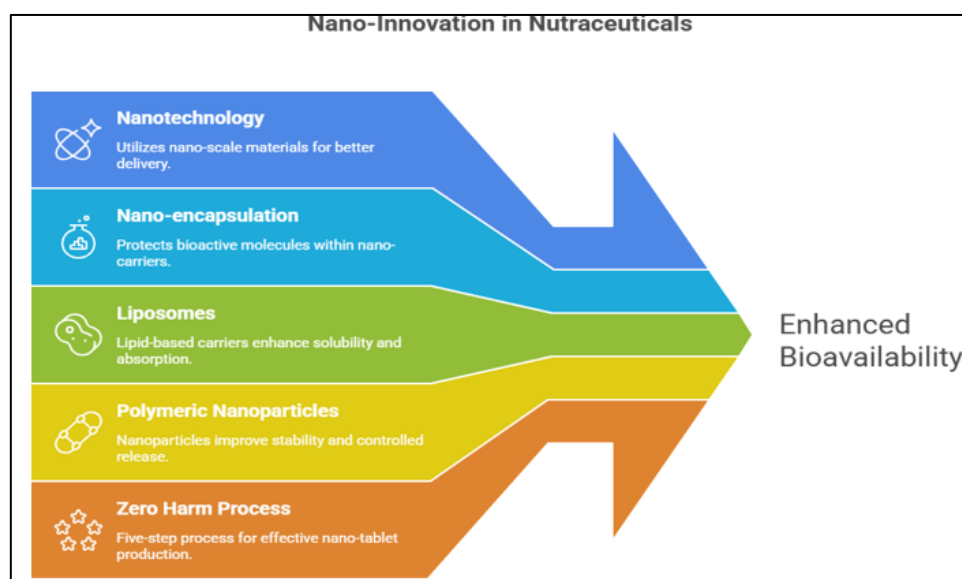 Nano-Innovation in Nutraceuticals
Nanotechnology
Utilizes nano-scale materials for better
delivery.
Nano-encapsulation
Protects bioactive molecules within nano-
carriers.
Liposomes
Lipid-based carriers enhance solubility and
absorption.
Polymeric Nanoparticles
Nanoparticles improve stability and controlled
release.
Zero Harm Process
Five-step process for effective nano-tablet
production.
Enhanced
Bioavailability